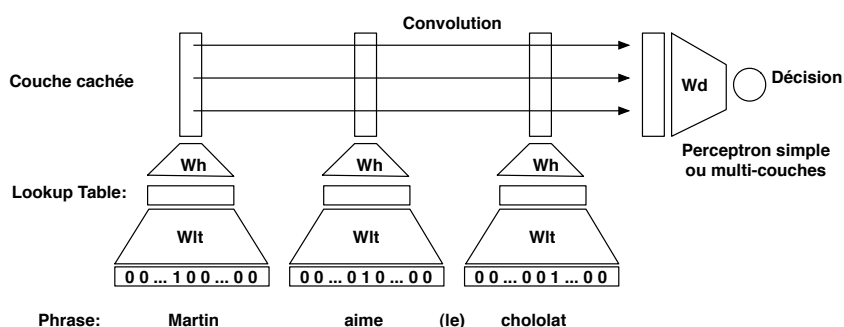 Convolution
Couche cachée
Wd
Décision
Perceptron simple
ou multi-couches
Wh Wh Wh
Lookup Table:
Wlt Wlt Wlt
0 0 ... 1 0 0 ... 0 0 0 0 ... 0 1 0 ... 0 0 0 0 ... 0 0 1 ... 0 0
Phrase: Martin aime (le) chololat